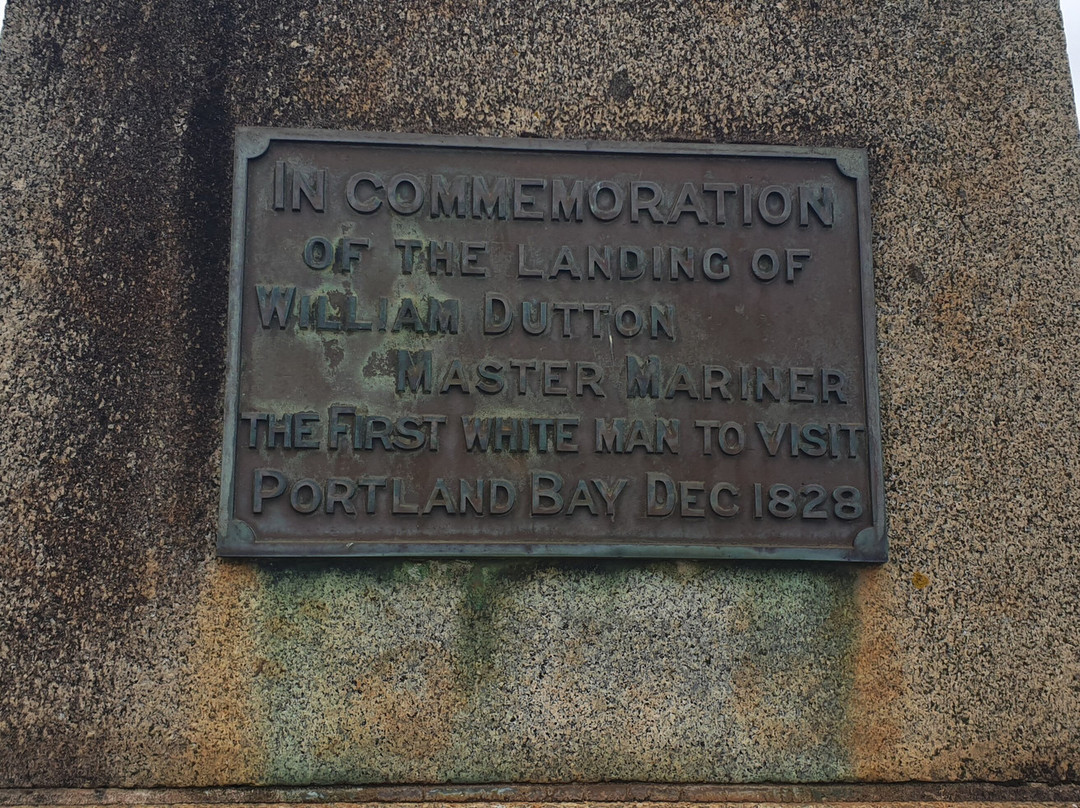 IN COMMEMORATION
OF THE LANDING OF
WILLIAM DUTTON
MASTER MARINER
THE FIRST WHITE MAN TO VISIT
PORTLAND BAY DEC 1828